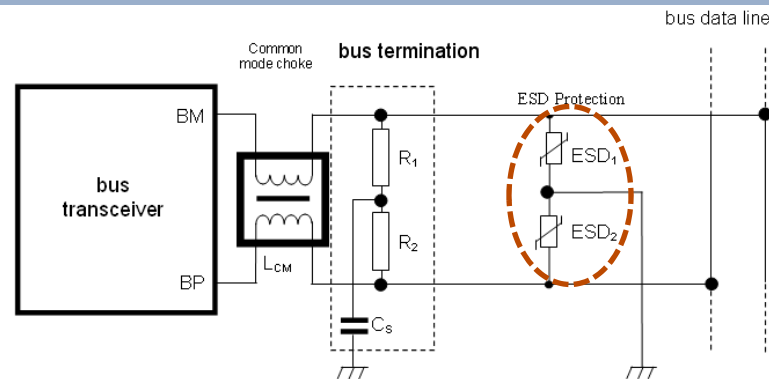 bus data line
Common
mode choke
bus termination
ESD Protection
BM
R1
ESD1
bus
transceiver
R2
ESD2
LCM
BP
CS